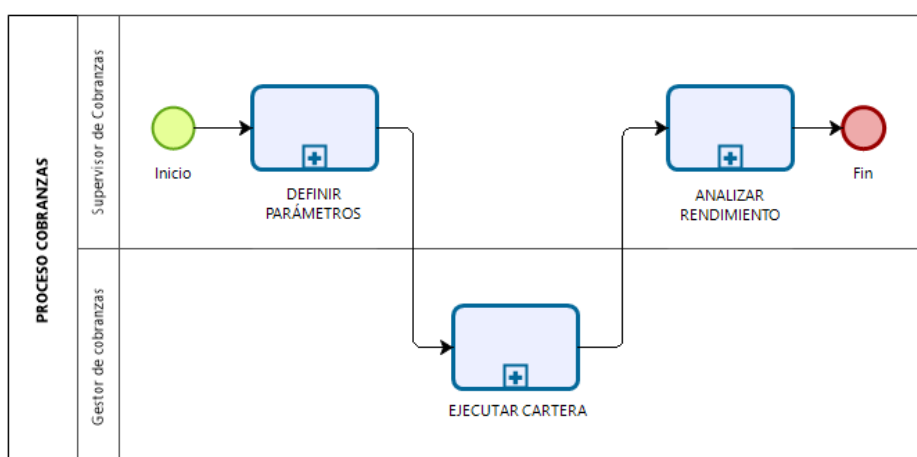 PROCESO COBRANZAS
Supervisor de Cobranzas
Inicio
DEFINIR
PARÁMETROS
ANALIZAR
RENDIMIENTO
Fin
Gestor de cobranzas
EJECUTAR CARTERA